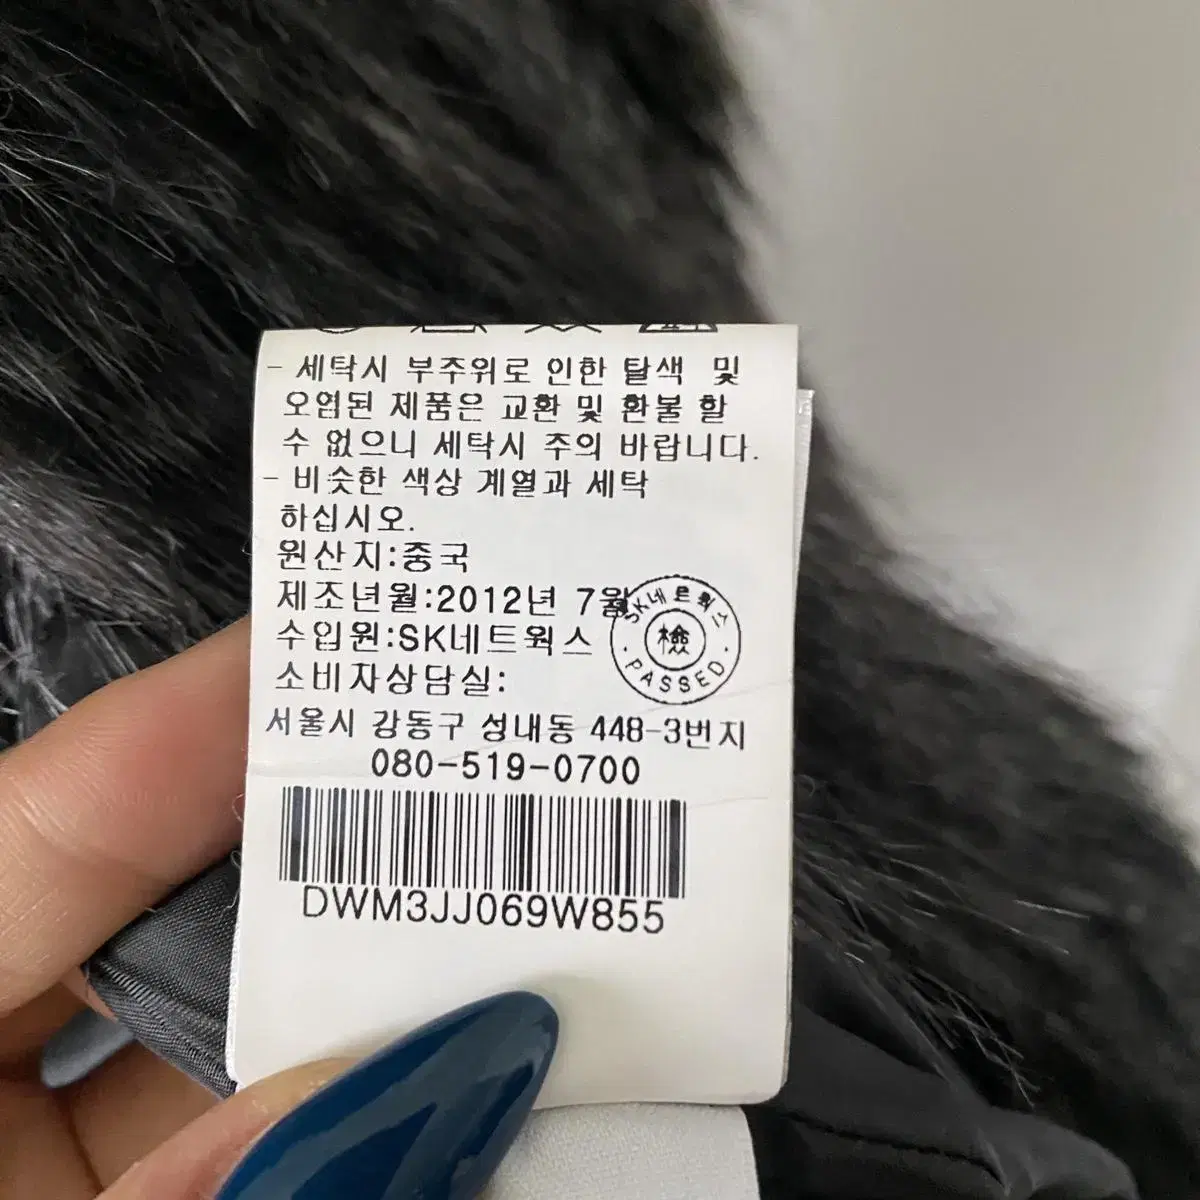 - 세탁시 부주위로 인한 탈색 및
오염된 제품은 교환 및 환불 할
수 없으니 세탁시 주의 바랍니다.
- 비슷한 색상 계열과 세탁
하십시오.
원산지:중국
제조년월:2012년 7월
수입원:SK네트웍스
SK네트웍스
檢
·PASSED·
소비자상담실:
서울시 강동구 성내동 448-3번지
080-519-0700
DWM3JJ069W855